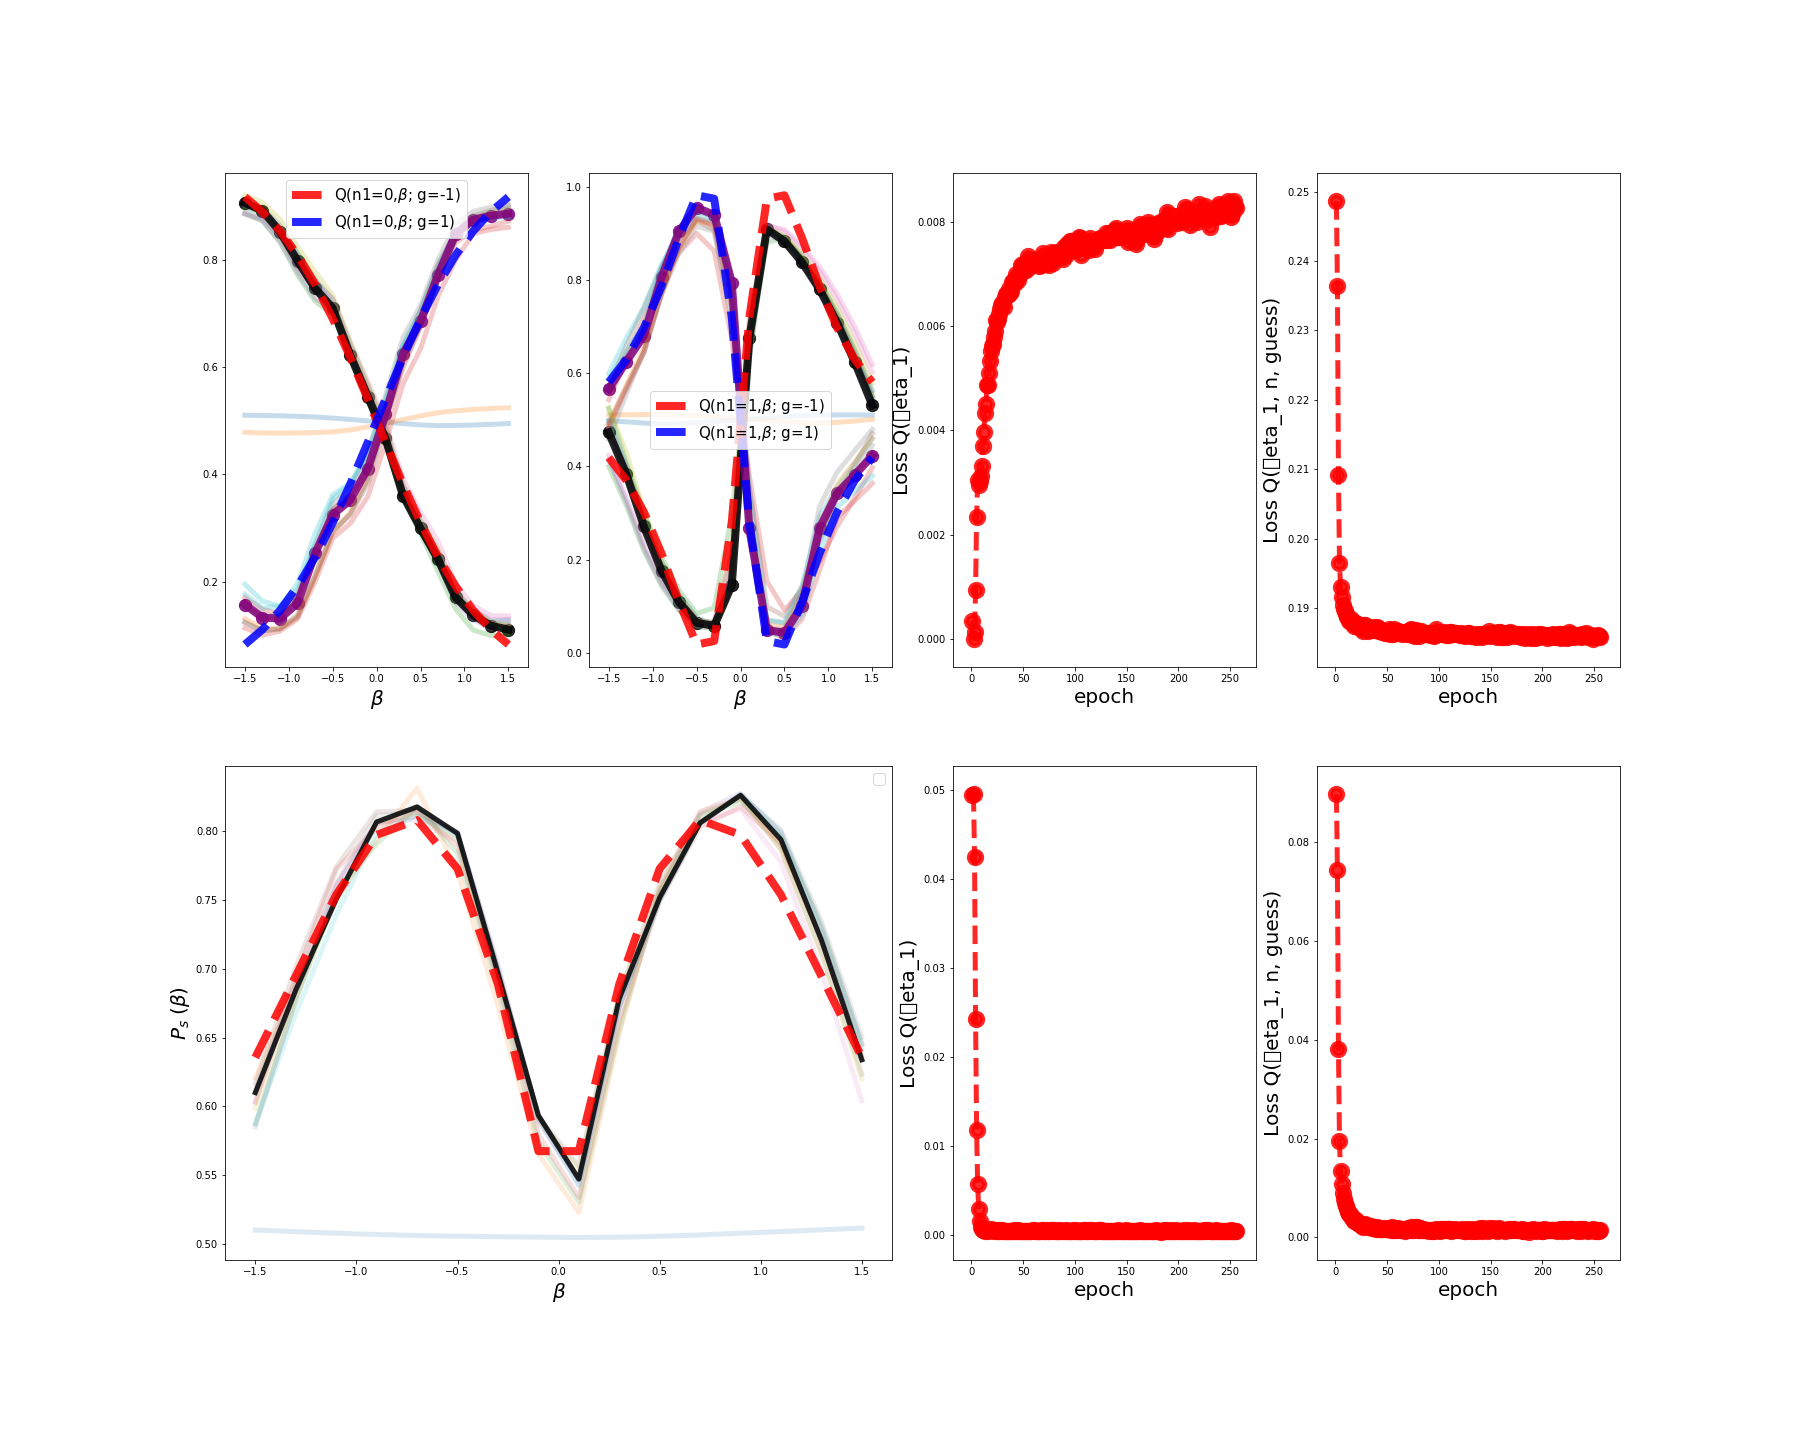 Q(n1=0,β; g=-1)
Q(n1=0,β; g=1)
0.8
0.6
0.4
0.2
−1.5 −1.0 −0.5 0.0 0.5 1.0 1.5
β
Q(n1=1,β; g=-1)
Q(n1=1,β; g=1)
1.0
0.8
0.6
0.4
0.2
0.0
−1.5 −1.0 −0.5 0.0 0.5 1.0 1.5
β
Loss Q(□eta_1)
0.008
0.006
0.004
0.002
0.000
0 50 100 150 200 250
epoch
Loss Q(□eta_1, n, guess)
0.25
0.24
0.23
0.22
0.21
0.20
0.19
0 50 100 150 200 250
epoch
Pₛ (β)
0.80
0.75
0.70
0.65
0.60
0.55
0.50
−1.5 −1.0 −0.5 0.0 0.5 1.0 1.5
β
Loss Q(□eta_1)
0.05
0.04
0.03
0.02
0.01
0.00
0 50 100 150 200 250
epoch
Loss Q(□eta_1, n, guess)
0.08
0.06
0.04
0.02
0.00
0 50 100 150 200 250
epoch